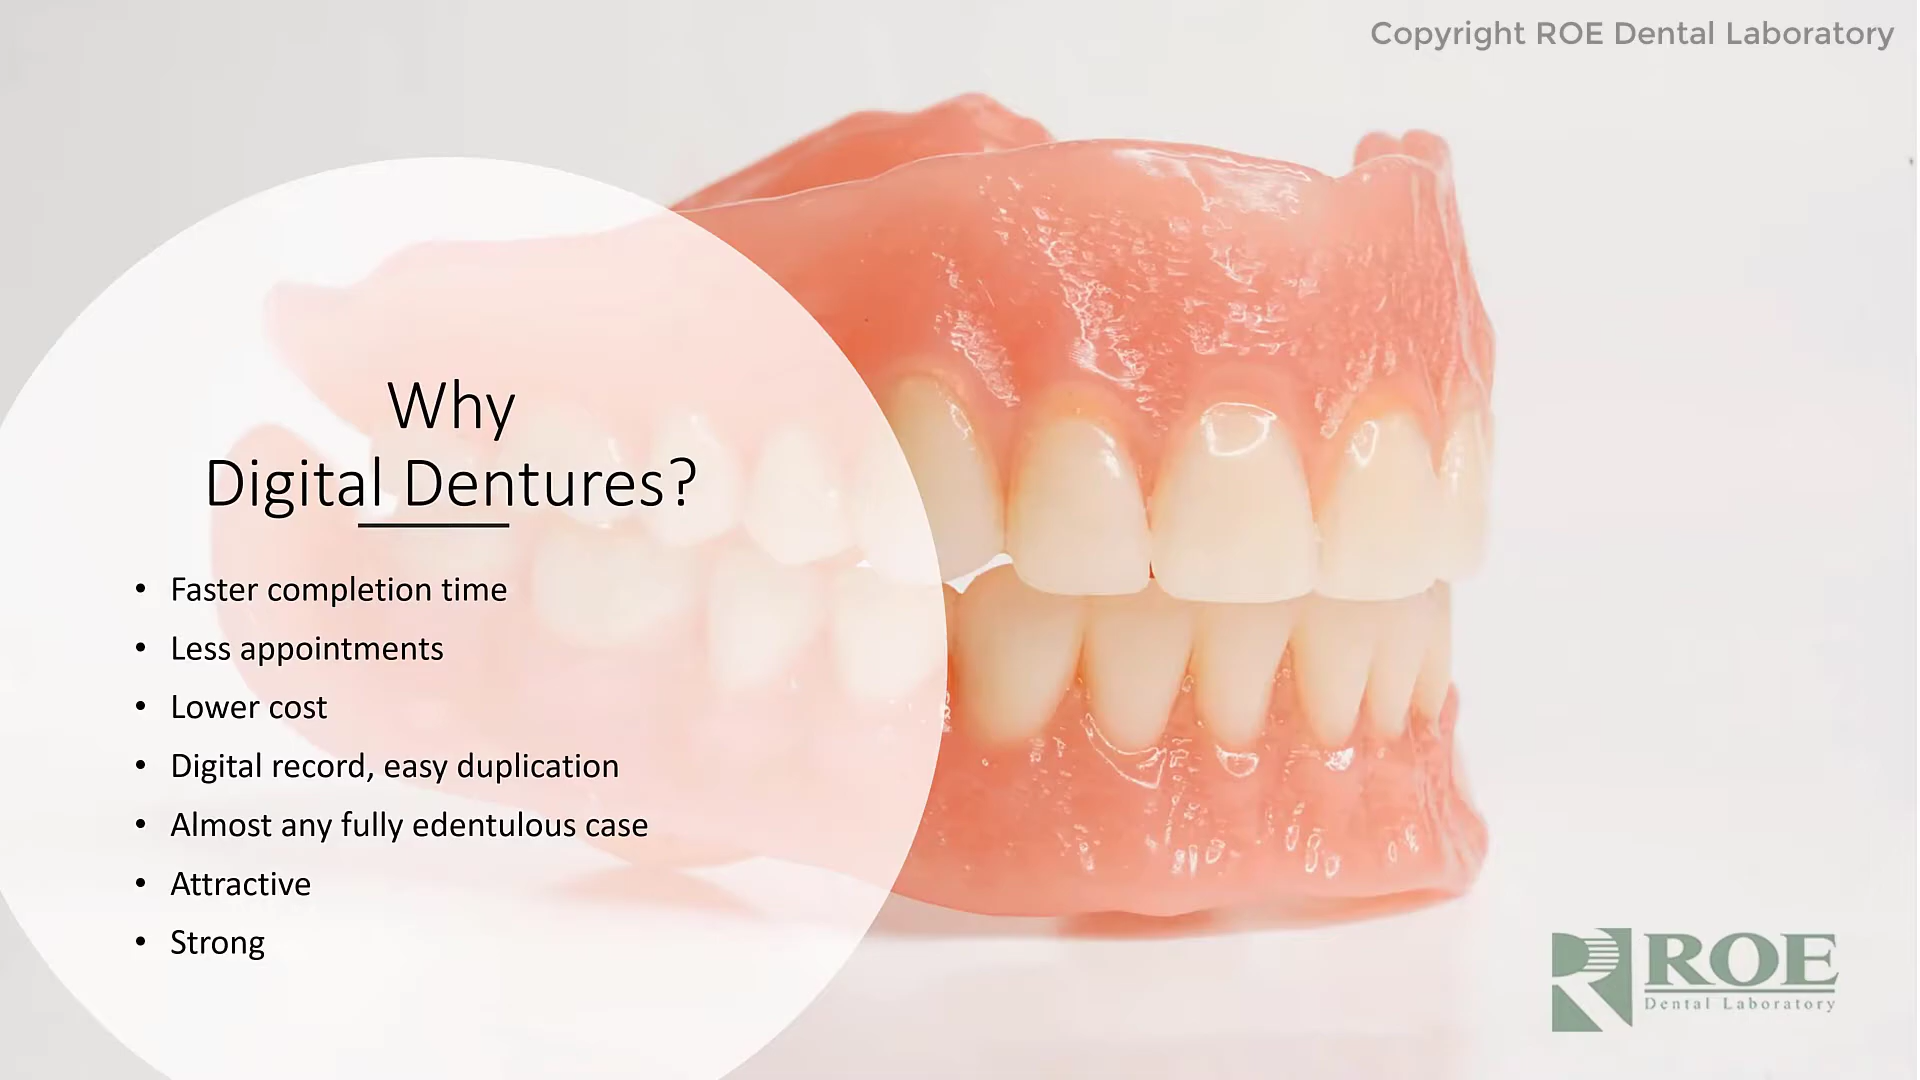 Copyright ROE Dental Laboratory
Why
Digital Dentures?
• Faster completion time
• Less appointments
• Lower cost
• Digital record, easy duplication
• Almost any fully edentulous case
• Attractive
• Strong
ROE
Dental Laboratory